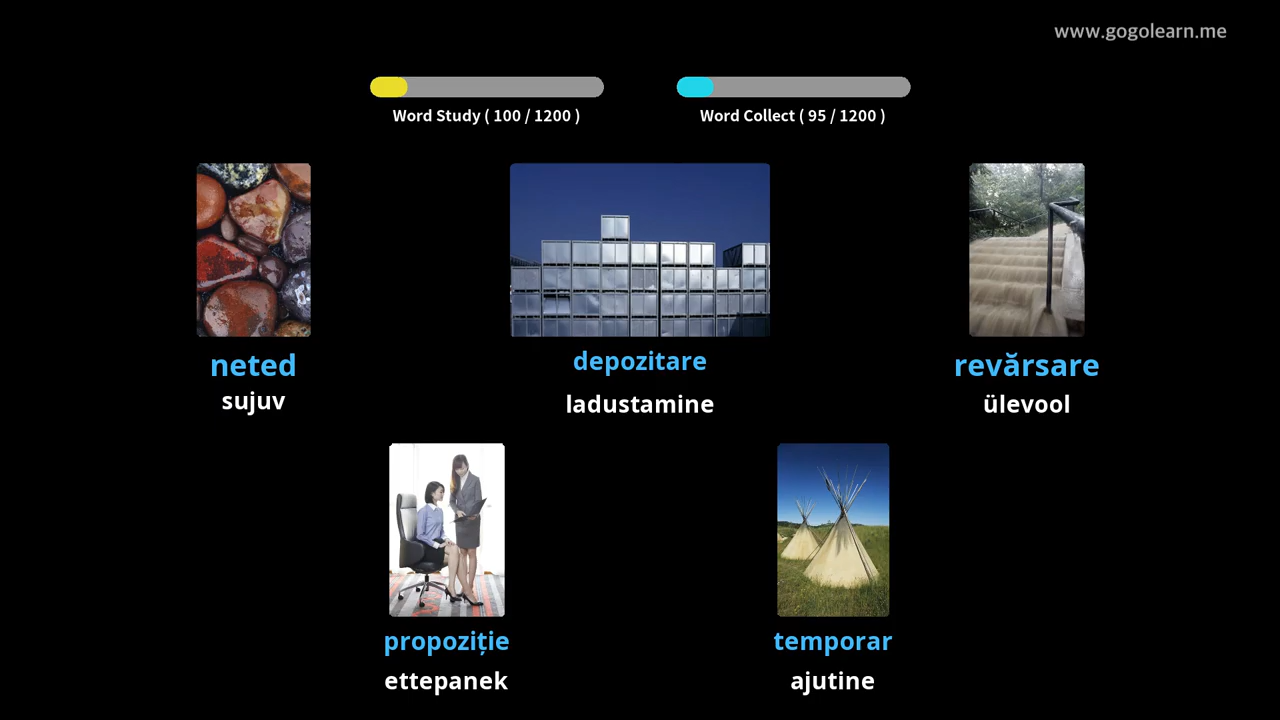 www.gogolearn.me
Word Study ( 100 / 1200 )
Word Collect ( 95 / 1200 )
neted
sujuv
depozitare
ladustamine
revărsare
ülevool
propoziție
ettepanek
temporar
ajutine